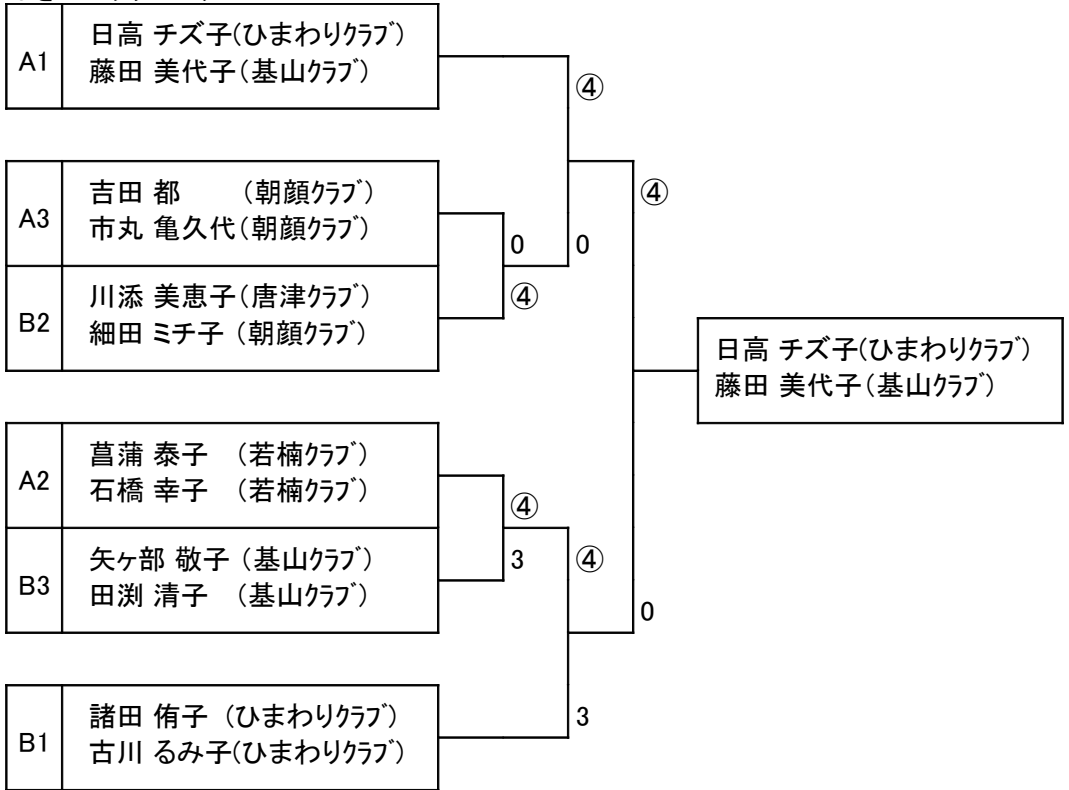 A1
日高 チズ子(ひまわりｸﾗﾌﾞ)
藤田 美代子(基山ｸﾗﾌﾞ)
④
A3
吉田 都　　(朝顔ｸﾗﾌﾞ)
市丸 亀久代(朝顔ｸﾗﾌﾞ)
0
0
④
④
B2
川添 美恵子(唐津ｸﾗﾌﾞ)
細田 ミチ子 (朝顔ｸﾗﾌﾞ)
日高 チズ子(ひまわりｸﾗﾌﾞ)
藤田 美代子(基山ｸﾗﾌﾞ)
A2
菖蒲 泰子　(若楠ｸﾗﾌﾞ)
石橋 幸子　(若楠ｸﾗﾌﾞ)
④
B3
矢ヶ部 敬子 (基山ｸﾗﾌﾞ)
田渕 清子　(基山ｸﾗﾌﾞ)
3
④
0
B1
諸田 侑子 (ひまわりｸﾗﾌﾞ)
古川 るみ子(ひまわりｸﾗﾌﾞ)
3